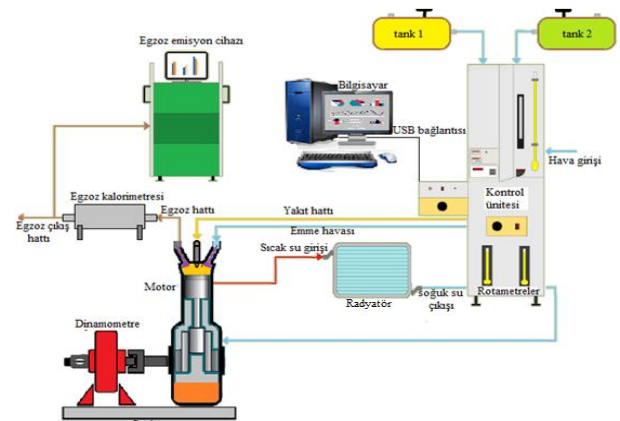 Egzoz emisyon cihazı
tank 1
tank 2
Bilgisayar
USB bağlantısı
Hava girişi
Egzoz kalorimetresi
Kontrol
ünitesi
Egzoz çıkış
hattı
Egzoz hattı
Yakıt hattı
Emme havası
Sıcak su girişi
Motor
Radyatör
soğuk su
çıkışı
Rotametreler
Dinamometre